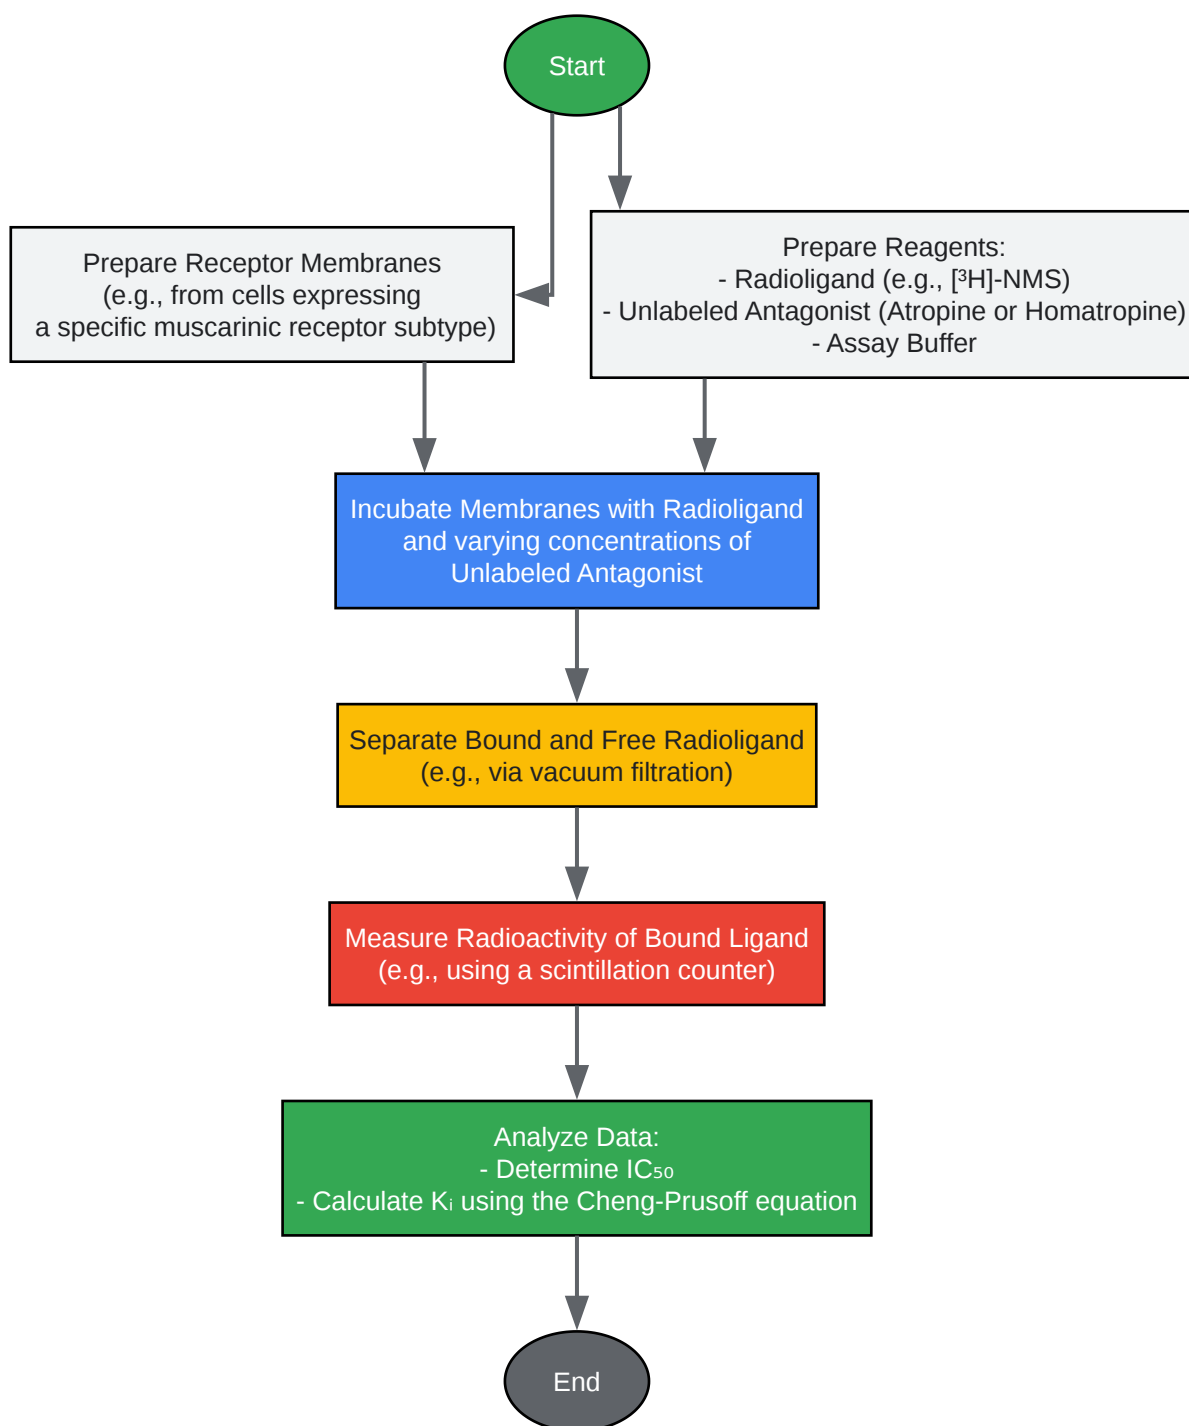 Start
Prepare Receptor Membranes
(e.g., from cells expressing
a specific muscarinic receptor subtype)
Prepare Reagents:
- Radioligand (e.g., [³H]-NMS)
- Unlabeled Antagonist (Atropine or Homatropine)
- Assay Buffer
Incubate Membranes with Radioligand
and varying concentrations of
Unlabeled Antagonist
Separate Bound and Free Radioligand
(e.g., via vacuum filtration)
Measure Radioactivity of Bound Ligand
(e.g., using a scintillation counter)
Analyze Data:
- Determine IC₅₀
- Calculate Kᵢ using the Cheng-Prusoff equation
End